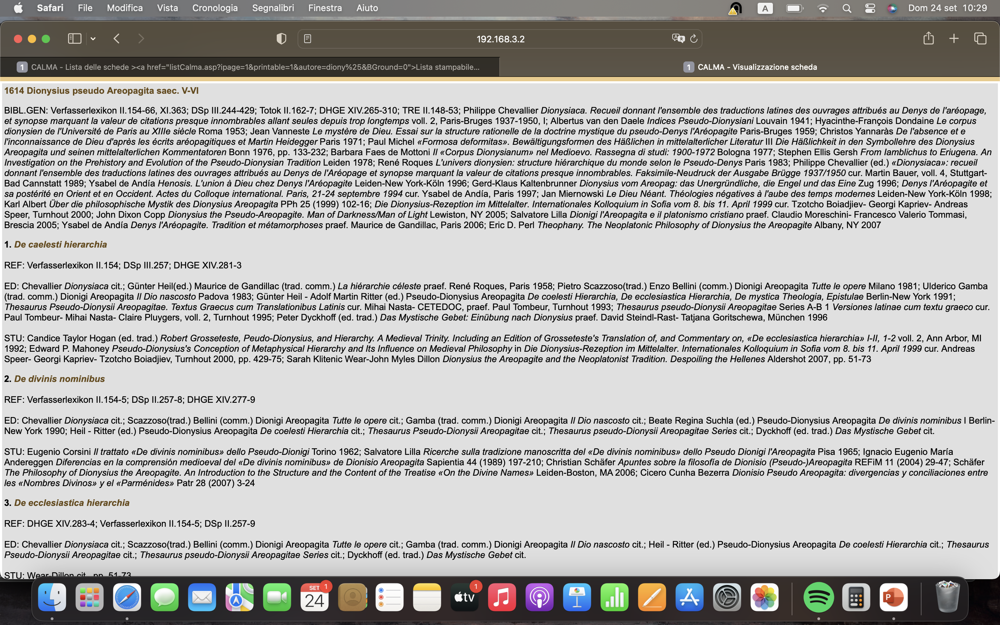 Safari File Modifica Vista Cronologia Segnalibri Finestra Aiuto A Dom 24 set 10:29
192.168.3.2
1 CALMA - Lista delle schede ><a href="listCalma.asp?ipage=1&printable=1&autore=diony%25&BGround=0">Lista stampabile... 1 CALMA - Visualizzazione scheda
1614 Dionysius pseudo Areopagita saec. V-VI
BIBL.GEN: Verfasserlexikon II.154-66, XI.363; DSp III.244-429; Totok II.162-7; DHGE XIV.265-310; TRE II.148-53; Philippe Chevallier Dionysiaca. Recueil donnant l'ensemble des traductions latines des ouvrages attribués au Denys de l'aréopage,
et synopse marquant la valeur de citations presque innombrables allant seules depuis trop longtemps voll. 2, Paris-Bruges 1937-1950, I; Albertus van den Daele Indices Pseudo-Dionysiani Louvain 1941; Hyacinthe-François Dondaine Le corpus
dionysien de l'Université de Paris au XIIIe siècle Roma 1953; Jean Vanneste Le mystère de Dieu. Essai sur la structure rationelle de la doctrine mystique du pseudo-Denys l'Aréopagite Paris-Bruges 1959; Christos Yannaràs De l'absence et e
l'inconnaissance de Dieu d'après les écrits aréopagitiques et Martin Heidegger Paris 1971; Paul Michel «Formosa deformitas». Bewältigungsformen des Häßlichen in mittelalterlicher Literatur III Die Häßlichkeit in den Symbollehre des Dionysius
Areopagita und seinen mittelalterlichen Kommentatoren Bonn 1976, pp. 133-232; Barbara Faes de Mottoni Il «Corpus Dionysianum» nel Medioevo. Rassegna di studi: 1900-1972 Bologna 1977; Stephen Ellis Gersh From Iamblichus to Eriugena. An
Investigation on the Prehistory and Evolution of the Pseudo-Dionysian Tradition Leiden 1978; René Roques L'univers dionysien: structure hiérarchique du monde selon le Pseudo-Denys Paris 1983; Philippe Chevallier (ed.) «Dionysiaca»: recueil
donnant l'ensemble des traductions latines des ouvrages attribués au Denys de l'Aréopage et synopse marquant la valeur de citations presque innombrables. Faksimile-Neudruck der Ausgabe Brügge 1937/1950 cur. Martin Bauer, voll. 4, Stuttgart-
Bad Cannstatt 1989; Ysabel de Andía Henosis. L'union à Dieu chez Denys l'Aréopagite Leiden-New York-Köln 1996; Gerd-Klaus Kaltenbrunner Dionysius vom Areopag: das Unergründliche, die Engel und das Eine Zug 1996; Denys l'Aréopagite et
sa postérité en Orient et en Occident. Actes du Colloque international. Paris, 21-24 septembre 1994 cur. Ysabel de Andía, Paris 1997; Jan Miernowski Le Dieu Néant. Théologies négatives à l'aube des temps modernes Leiden-New York-Köln 1998;
Karl Albert Über die philosophische Mystik des Dionysius Areopagita PPh 25 (1999) 102-16; Die Dionysius-Rezeption im Mittelalter. Internationales Kolloquium in Sofia vom 8. bis 11. April 1999 cur. Tzotcho Boiadjiev- Georgi Kapriev- Andreas
Speer, Turnhout 2000; John Dixon Copp Dionysius the Pseudo-Areopagite. Man of Darkness/Man of Light Lewiston, NY 2005; Salvatore Lilla Dionigi l'Areopagita e il platonismo cristiano praef. Claudio Moreschini- Francesco Valerio Tommasi,
Brescia 2005; Ysabel de Andía Denys l'Aréopagite. Tradition et métamorphoses praef. Maurice de Gandillac, Paris 2006; Eric D. Perl Theophany. The Neoplatonic Philosophy of Dionysius the Areopagite Albany, NY 2007
1. De caelesti hierarchia
REF: Verfasserlexikon II.154; DSp III.257; DHGE XIV.281-3
ED: Chevallier Dionysiaca cit.; Günter Heil(ed.) Maurice de Gandillac (trad. comm.) La hiérarchie céleste praef. René Roques, Paris 1958; Pietro Scazzoso(trad.) Enzo Bellini (comm.) Dionigi Areopagita Tutte le opere Milano 1981; Ulderico Gamba
(trad. comm.) Dionigi Areopagita Il Dio nascosto Padova 1983; Günter Heil - Adolf Martin Ritter (ed.) Pseudo-Dionysius Areopagita De coelesti Hierarchia, De ecclesiastica Hierarchia, De mystica Theologia, Epistulae Berlin-New York 1991;
Thesaurus Pseudo-Dionysii Areopagitae. Textus Graecus cum Translationibus Latinis cur. Mihai Nasta- CETEDOC, praef. Paul Tombeur, Turnhout 1993; Thesaurus pseudo-Dionysii Areopagitae Series A-B 1 Versiones latinae cum textu graeco cur.
Paul Tombeur- Mihai Nasta- Claire Pluygers, voll. 2, Turnhout 1995; Peter Dyckhoff (ed. trad.) Das Mystische Gebet: Einübung nach Dionysius praef. David Steindl-Rast- Tatjana Goritschewa, München 1996
STU: Candice Taylor Hogan (ed. trad.) Robert Grosseteste, Peudo-Dionysius, and Hierarchy. A Medieval Trinity. Including an Edition of Grosseteste's Translation of, and Commentary on, «De ecclesiastica hierarchia» I-II, 1-2 voll. 2, Ann Arbor, MI
1992; Edward P. Mahoney Pseudo-Dionysius's Conception of Metaphysical Hierarchy and Its Influence on Medieval Philosophy in Die Dionysius-Rezeption im Mittelalter. Internationales Kolloquium in Sofia vom 8. bis 11. April 1999 cur. Andreas
Speer- Georgi Kapriev- Tzotcho Boiadjiev, Turnhout 2000, pp. 429-75; Sarah Klitenic Wear-John Myles Dillon Dionysius the Areopagite and the Neoplatonist Tradition. Despoiling the Hellenes Aldershot 2007, pp. 51-73
2. De divinis nominibus
REF: Verfasserlexikon II.154-5; DSp II.257-8; DHGE XIV.277-9
ED: Chevallier Dionysiaca cit.; Scazzoso(trad.) Bellini (comm.) Dionigi Areopagita Tutte le opere cit.; Gamba (trad. comm.) Dionigi Areopagita Il Dio nascosto cit.; Beate Regina Suchla (ed.) Pseudo-Dionysius Areopagita De divinis nominibus I Berlin-
New York 1990; Heil - Ritter (ed.) Pseudo-Dionysius Areopagita De coelesti Hierarchia cit.; Thesaurus Pseudo-Dionysii Areopagitae cit.; Thesaurus pseudo-Dionysii Areopagitae Series cit.; Dyckhoff (ed. trad.) Das Mystische Gebet cit.
STU: Eugenio Corsini Il trattato «De divinis nominibus» dello Pseudo-Dionigi Torino 1962; Salvatore Lilla Ricerche sulla tradizione manoscritta del «De divinis nominibus» dello Pseudo Dionigi l'Areopagita Pisa 1965; Ignacio Eugenio María
Andereggen Diferencias en la comprensión medioeval del «De divinis nominibus» de Dionisio Areopagita Sapientia 44 (1989) 197-210; Christian Schäfer Apuntes sobre la filosofía de Dionisio (Pseudo-)Areopagita REFiM 11 (2004) 29-47; Schäfer
The Philosophy of Dionysius the Areopagite. An Introduction to the Structure and the Content of the Treatise «On the Divine Names» Leiden-Boston, MA 2006; Cicero Cunha Bezerra Dionisio Pseudo Areopagita: divergencias y conciliaciones entre
les «Nombres Divinos» y el «Parménides» Patr 28 (2007) 3-24
3. De ecclesiastica hierarchia
REF: DHGE XIV.283-4; Verfasserlexikon II.154-5; DSp II.257-9
ED: Chevallier Dionysiaca cit.; Scazzoso(trad.) Bellini (comm.) Dionigi Areopagita Tutte le opere cit.; Gamba (trad. comm.) Dionigi Areopagita Il Dio nascosto cit.; Heil - Ritter (ed.) Pseudo-Dionysius Areopagita De coelesti Hierarchia cit.; Thesaurus
Pseudo-Dionysii Areopagitae cit.; Thesaurus pseudo-Dionysii Areopagitae Series cit.; Dyckhoff (ed. trad.) Das Mystische Gebet cit.
STU: Wear-Dillon cit., pp. 51-73
SET 1 1
24 tv P